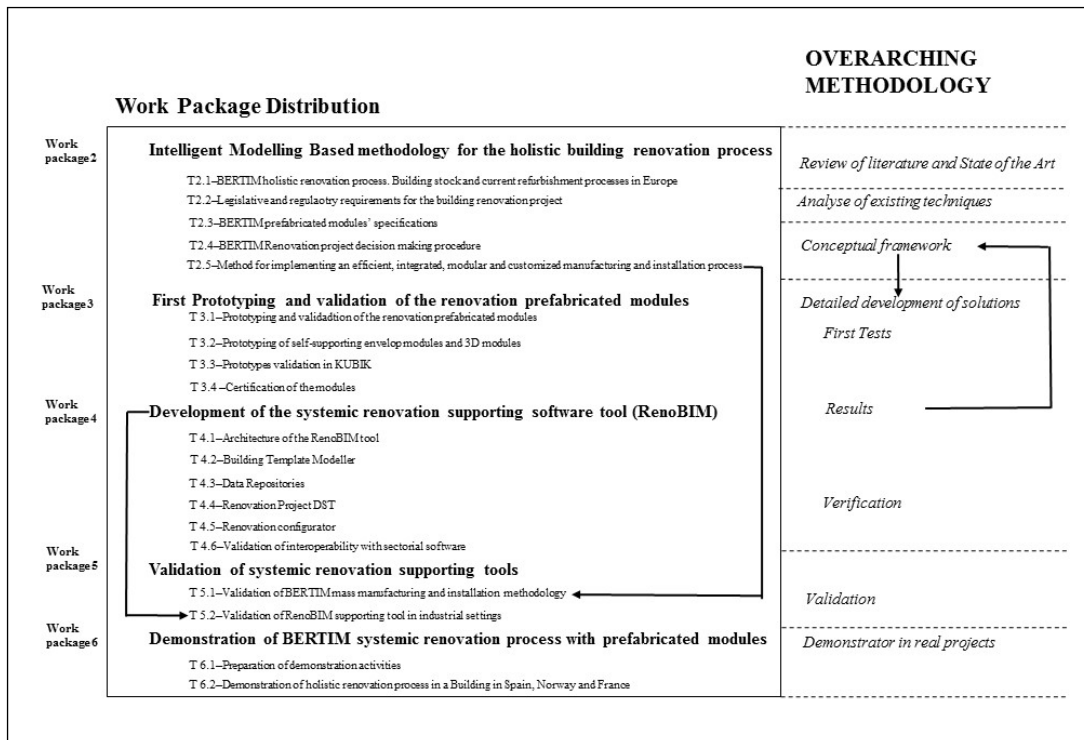 OVERARCHING
METHODOLOGY
Work Package Distribution
Work
package2
Intelligent Modelling Based methodology for the holistic building renovation process
T2.1–BERTIM holistic renovation process. Building stock and current refurbishment processes in Europe
Review of literature and State of the Art
T2.2–Legislative and regulaotry requirements for the building renovation project
Analyse of existing techniques
T2.3–BERTIM prefabricated modules' specifications
T2.4–BERTIM Renovation project decision making procedure
Conceptual framework
T2.5–Method for implementing an efficient, integrated, modular and customized manufacturing and installation process
Work
package3
First Prototyping and validation of the renovation prefabricated modules
Detailed development of solutions
T 3.1–Prototyping and validadtion of the renovation prefabricated modules
First Tests
T 3.2–Prototyping of self-supporting envelop modules and 3D modules
T 3.3–Prototypes validation in KUBIK
T 3.4 –Certification of the modules
Work
package4
Development of the systemic renovation supporting software tool (RenoBIM)
Results
T 4.1–Architecture of the RenoBIM tool
T 4.2–Building Template Modeller
T 4.3–Data Repositories
T 4.4–Renovation Project DST
Verification
T 4.5–Renovation configurator
T 4.6–Validation of interoperability with sectorial software
Work
package5
Validation of systemic renovation supporting tools
T 5.1–Validation of BERTIM mass manufacturing and installation methodology
Validation
T 5.2–Validation of RenoBIM supporting tool in industrial settings
Work
package6
Demonstration of BERTIM systemic renovation process with prefabricated modules
Demonstrator in real projects
T 6.1–Preparation of demonstration activities
T 6.2–Demonstration of holistic renovation process in a Building in Spain, Norway and France